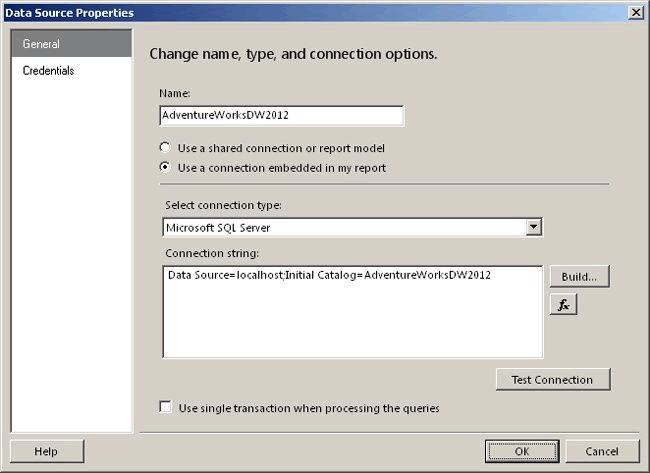 Data Source Properties
General
Credentials
Change name, type, and connection options.
Name:
AdventureWorksDW2012
Use a shared connection or report model
Use a connection embedded in my report
Select connection type:
Microsoft SQL Server
Connection string:
Data Source=localhost;Initial Catalog=AdventureWorksDW2012
Build...
fx
Test Connection
Use single transaction when processing the queries
Help
OK
Cancel